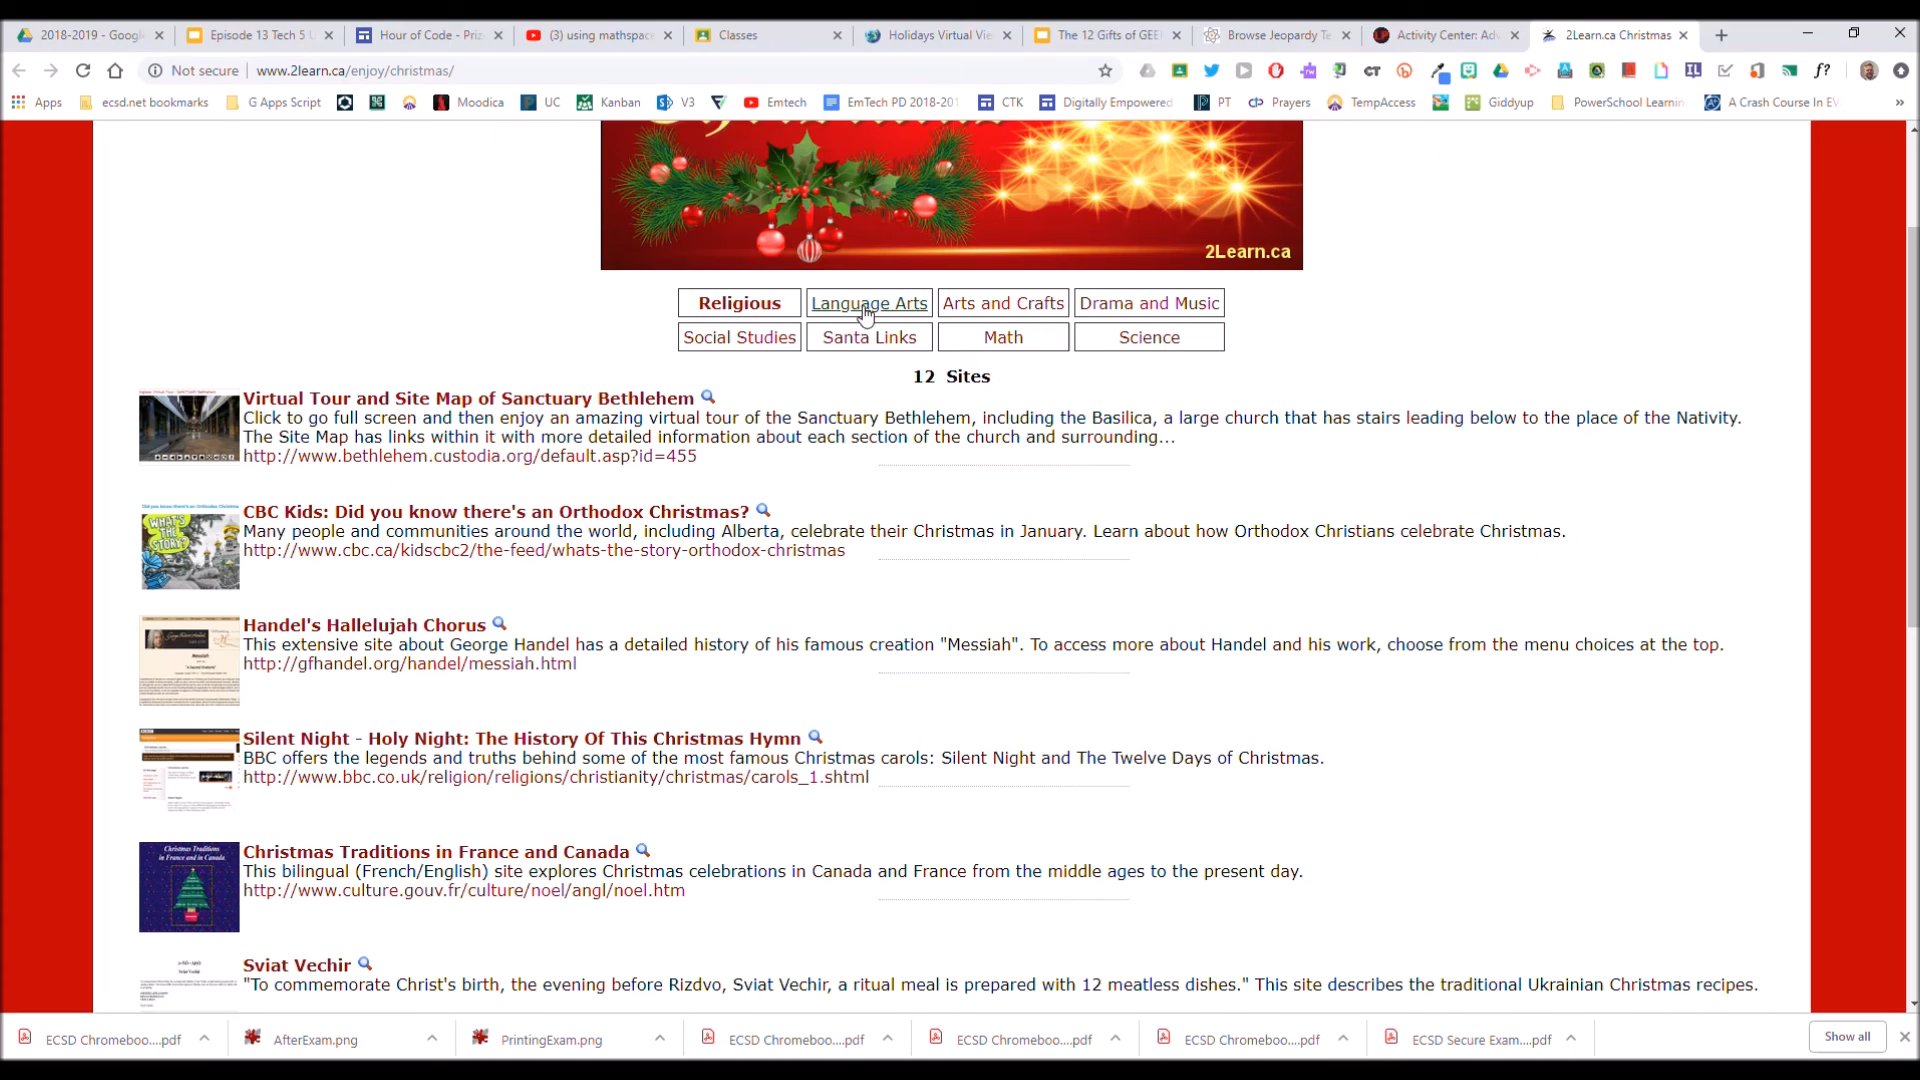 2018-2019 - Googl
Episode 13 Tech 5
Hour of Code - Priz
(3) using mathspace
Classes
Holidays Virtual Vie
The 12 Gifts of GEE
Browse Jeopardy Te
Activity Center: Adv
2Learn.ca Christmas
Not secure
www.2learn.ca/enjoy/christmas/
Apps
ecsd.net bookmarks
G Apps Script
Moodica
UC
Kanban
V3
Emtech
EmTech PD 2018-201
CTK
Digitally Empowered
PT
Prayers
TempAccess
Giddyup
PowerSchool Learnin
A Crash Course In EV
2Learn.ca
Religious
Language Arts
Arts and Crafts
Drama and Music
Social Studies
Santa Links
Math
Science
12 Sites
Virtual Tour and Site Map of Sanctuary Bethlehem
Click to go full screen and then enjoy an amazing virtual tour of the Sanctuary Bethlehem, including the Basilica, a large church that has stairs leading below to the place of the Nativity.
The Site Map has links within it with more detailed information about each section of the church and surrounding...
http://www.bethlehem.custodia.org/default.asp?id=455
WHAT'S
THE
STORY?
CBC Kids: Did you know there's an Orthodox Christmas?
Many people and communities around the world, including Alberta, celebrate their Christmas in January. Learn about how Orthodox Christians celebrate Christmas.
http://www.cbc.ca/kidscbc2/the-feed/whats-the-story-orthodox-christmas
Messiah
Handel's Hallelujah Chorus
This extensive site about George Handel has a detailed history of his famous creation "Messiah". To access more about Handel and his work, choose from the menu choices at the top.
http://gfhandel.org/handel/messiah.html
Silent Night - Holy Night: The History Of This Christmas Hymn
BBC offers the legends and truths behind some of the most famous Christmas carols: Silent Night and The Twelve Days of Christmas.
http://www.bbc.co.uk/religion/religions/christianity/christmas/carols_1.shtml
Christmas Traditions
in France and in Canada
Christmas Traditions in France and Canada
This bilingual (French/English) site explores Christmas celebrations in Canada and France from the middle ages to the present day.
http://www.culture.gouv.fr/culture/noel/angl/noel.htm
Sviat Vechir
Sviat Vechir
"To commemorate Christ's birth, the evening before Rizdvo, Sviat Vechir, a ritual meal is prepared with 12 meatless dishes." This site describes the traditional Ukrainian Christmas recipes.
ECSD Chromeboo....pdf
AfterExam.png
PrintingExam.png
ECSD Chromeboo....pdf
ECSD Chromeboo....pdf
ECSD Chromeboo....pdf
ECSD Secure Exam....pdf
Show all